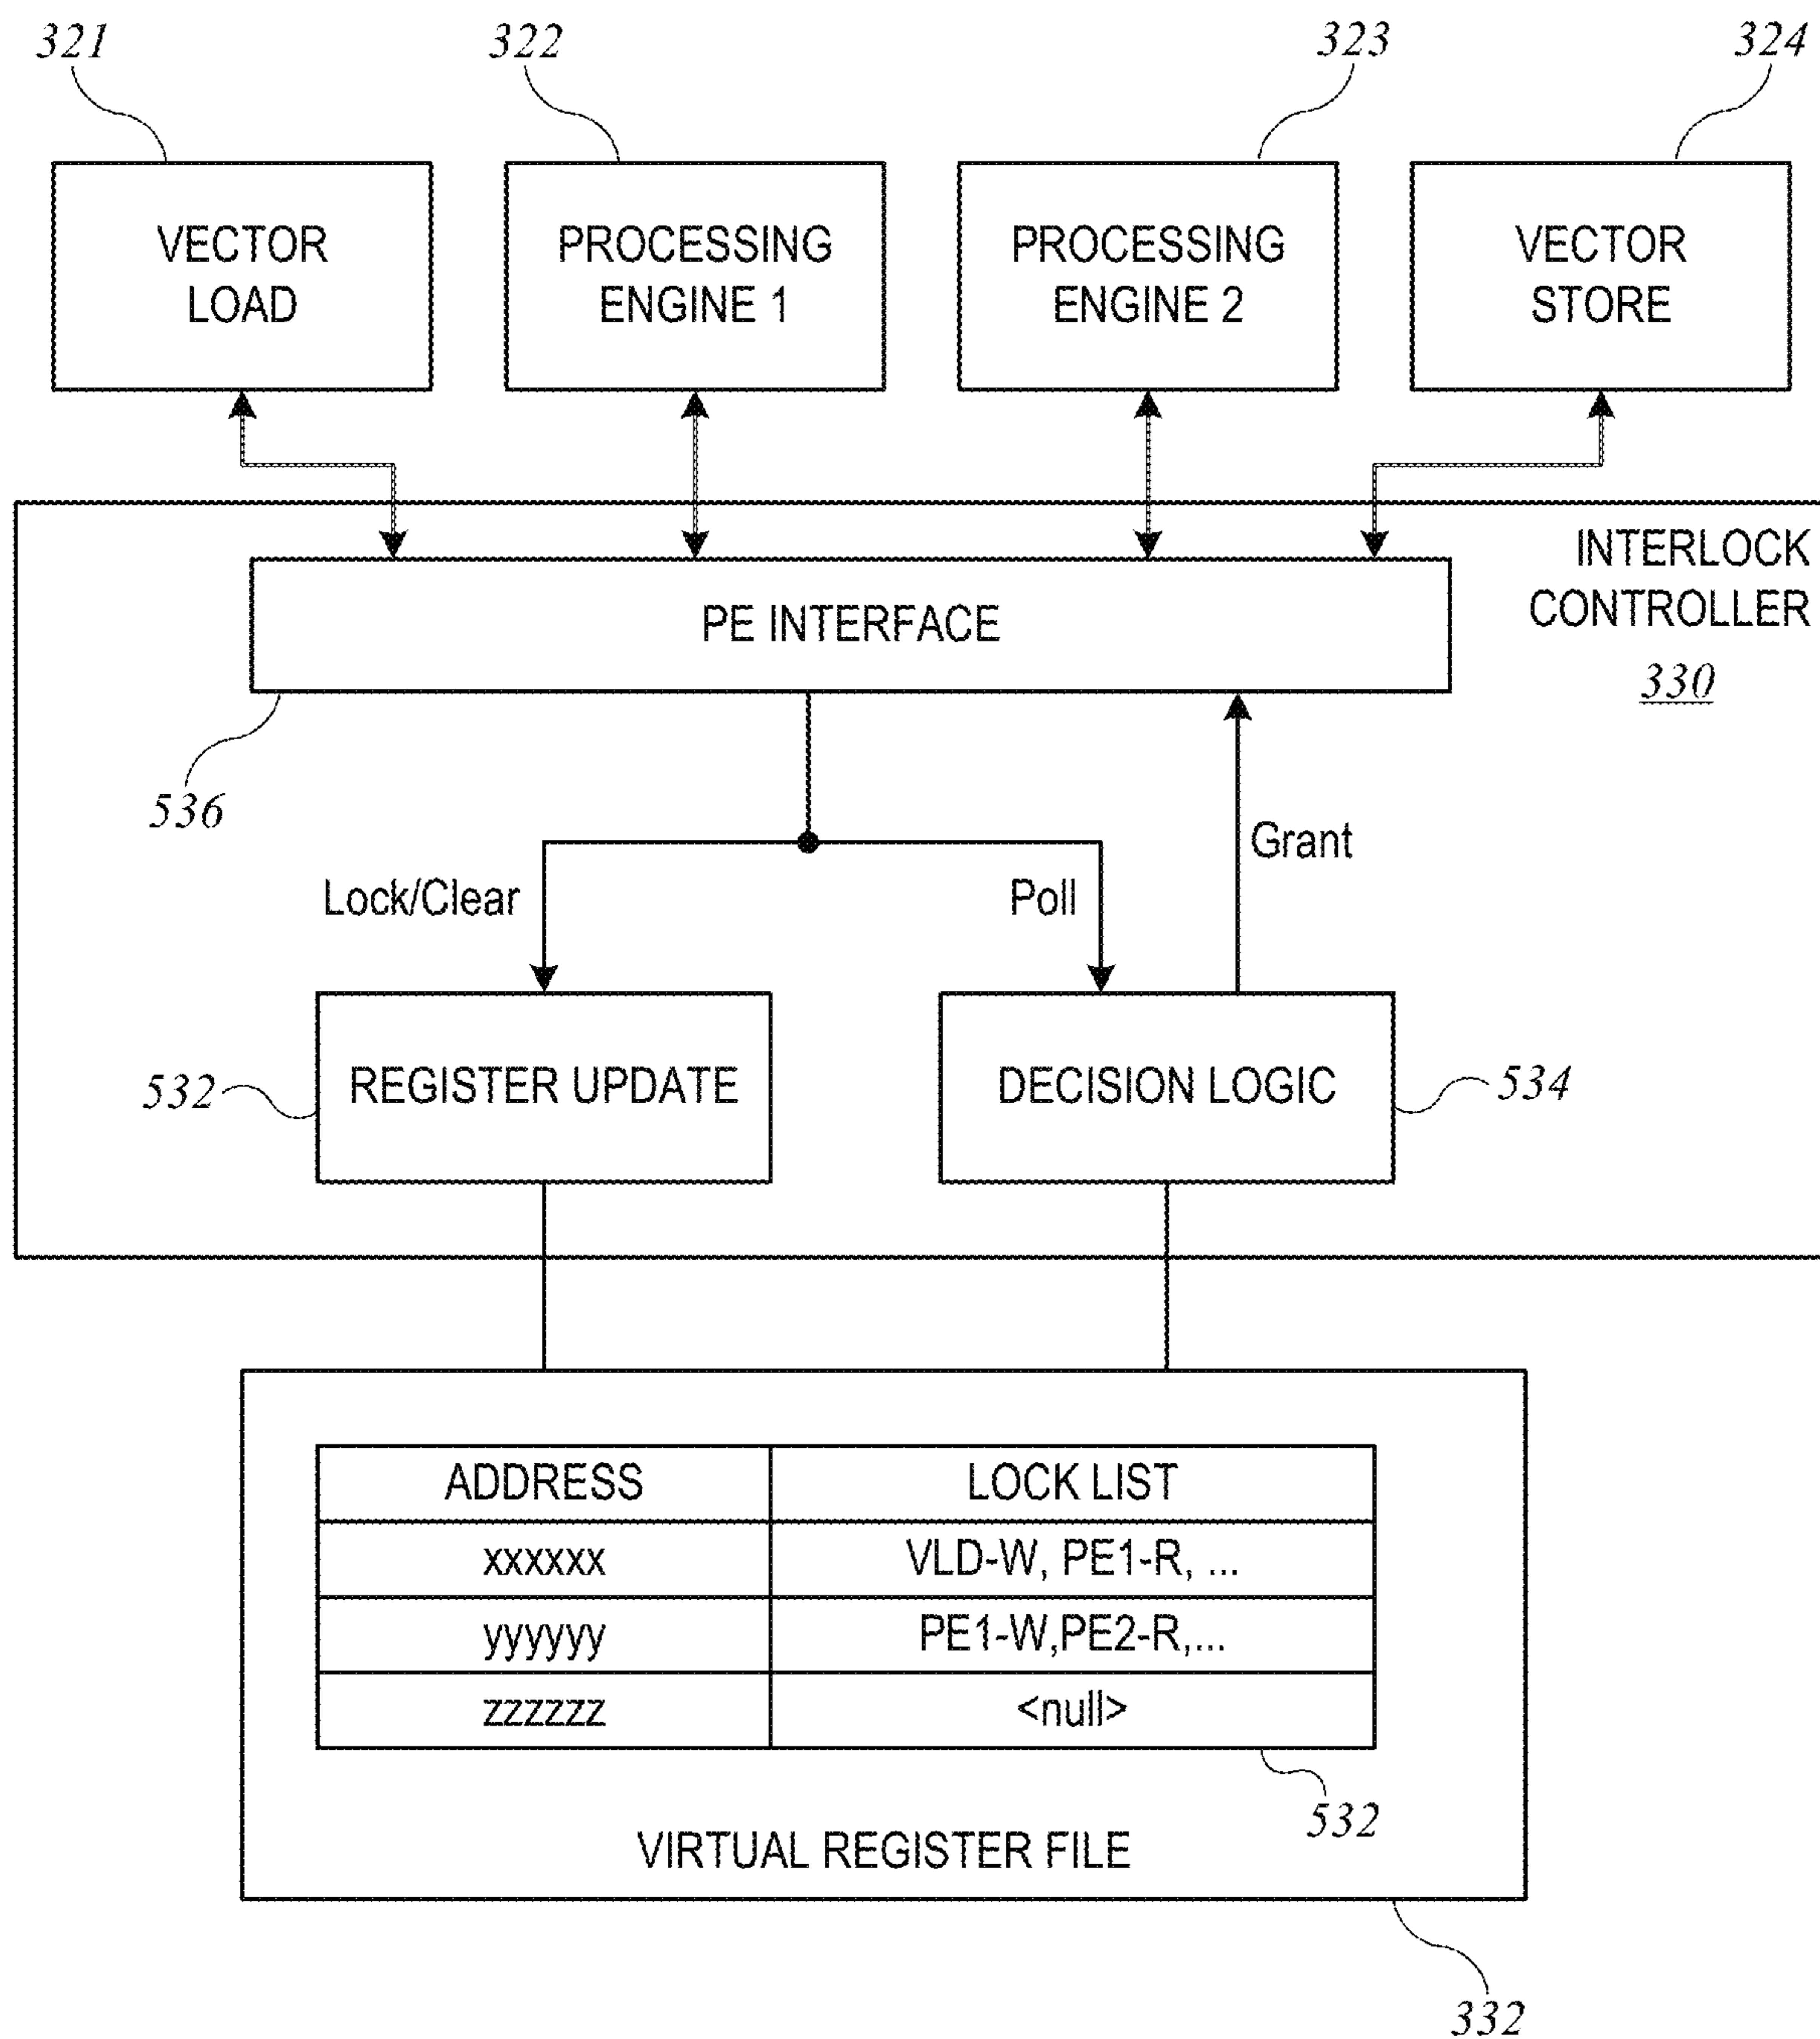 321
322
323
324
VECTOR
LOAD
PROCESSING
ENGINE 1
PROCESSING
ENGINE 2
VECTOR
STORE
INTERLOCK
CONTROLLER
330
PE INTERFACE
536
Grant
Lock/Clear
Poll
532
REGISTER UPDATE
DECISION LOGIC
534
ADDRESS
LOCK LIST
xxxxxx
VLD-W, PE1-R, ...
yyyyyy
PE1-W,PE2-R,...
zzzzzz
<null>
532
VIRTUAL REGISTER FILE
332